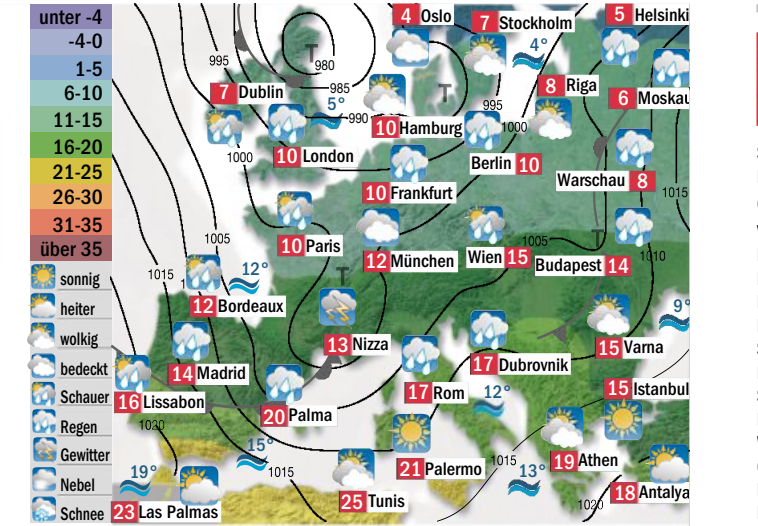 unter -4
-4-0
1-5
6-10
11-15
16-20
21-25
26-30
31-35
über 35
sonnig
heiter
wolkig
bedeckt
Schauer
Regen
Gewitter
Nebel
Schnee
4 Oslo
7 Stockholm
5 Helsinki
995
T
980
985
4°
7 Dublin
5°
990
T
995
8 Riga
6 Moskau
10 Hamburg
1000
1000
10 London
Berlin 10
10 Frankfurt
Warschau 8
1015
10 Paris
1005
12 München
Wien 15
1005
T
Budapest 14
1010
1015
12°
T
12 Bordeaux
9°
13 Nizza
15 Varna
14 Madrid
17 Dubrovnik
16 Lissabon
17 Rom
12°
15 Istanbul
20 Palma
1020
15°
21 Palermo
1015
19 Athen
19°
1015
13°
25 Tunis
18 Antalya
23 Las Palmas
1020